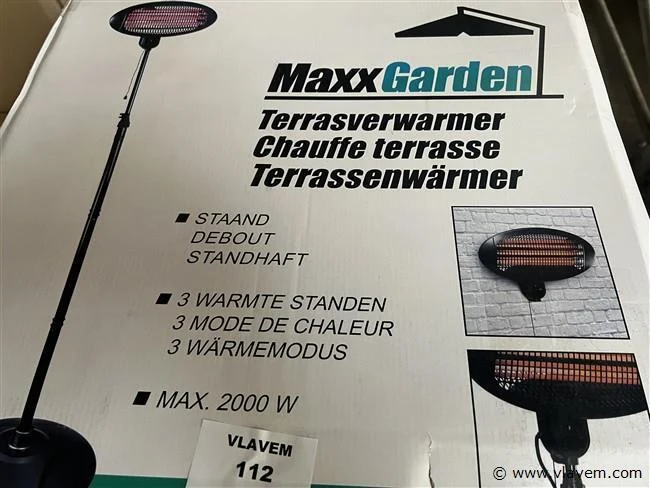 MaxxGarden
Terrasverwarmer
Chauffe terrasse
Terrassenwärmer
STAAND
DEBOUT
STANDHAFT
3 WARMTE STANDEN
3 MODE DE CHALEUR
3 WÄRMEMODUS
MAX. 2000 W
VLAVEM
112
© www.vlavem.com